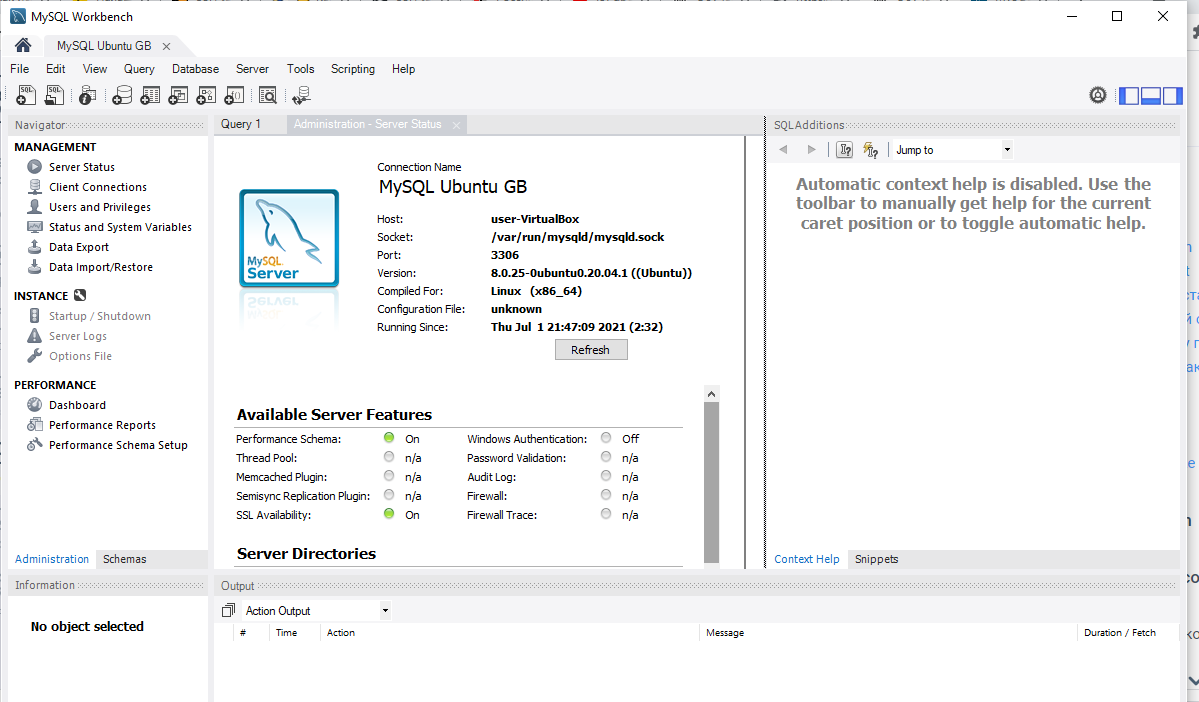 MySQL Workbench
MySQL Ubuntu GB
File Edit View Query Database Server Tools Scripting Help
Navigator
MANAGEMENT
Server Status
Client Connections
Users and Privileges
Status and System Variables
Data Export
Data Import/Restore
INSTANCE
Startup / Shutdown
Server Logs
Options File
PERFORMANCE
Dashboard
Performance Reports
Performance Schema Setup
Administration Schemas
Information
No object selected
Query 1 Administration - Server Status
Connection Name
MySQL Ubuntu GB
MySQL
Server
Host: user-VirtualBox
Socket: /var/run/mysqld/mysqld.sock
Port: 3306
Version: 8.0.25-0ubuntu0.20.04.1 ((Ubuntu))
Compiled For: Linux (x86_64)
Configuration File: unknown
Running Since: Thu Jul 1 21:47:09 2021 (2:32)
Refresh
Available Server Features
Performance Schema: On Windows Authentication: Off
Thread Pool: n/a Password Validation: n/a
Memcached Plugin: n/a Audit Log: n/a
Semisync Replication Plugin: n/a Firewall: n/a
SSL Availability: On Firewall Trace: n/a
Server Directories
SQLAdditions
Jump to
Automatic context help is disabled. Use the
toolbar to manually get help for the current
caret position or to toggle automatic help.
Context Help Snippets
Output
Action Output
# Time Action Message Duration / Fetch